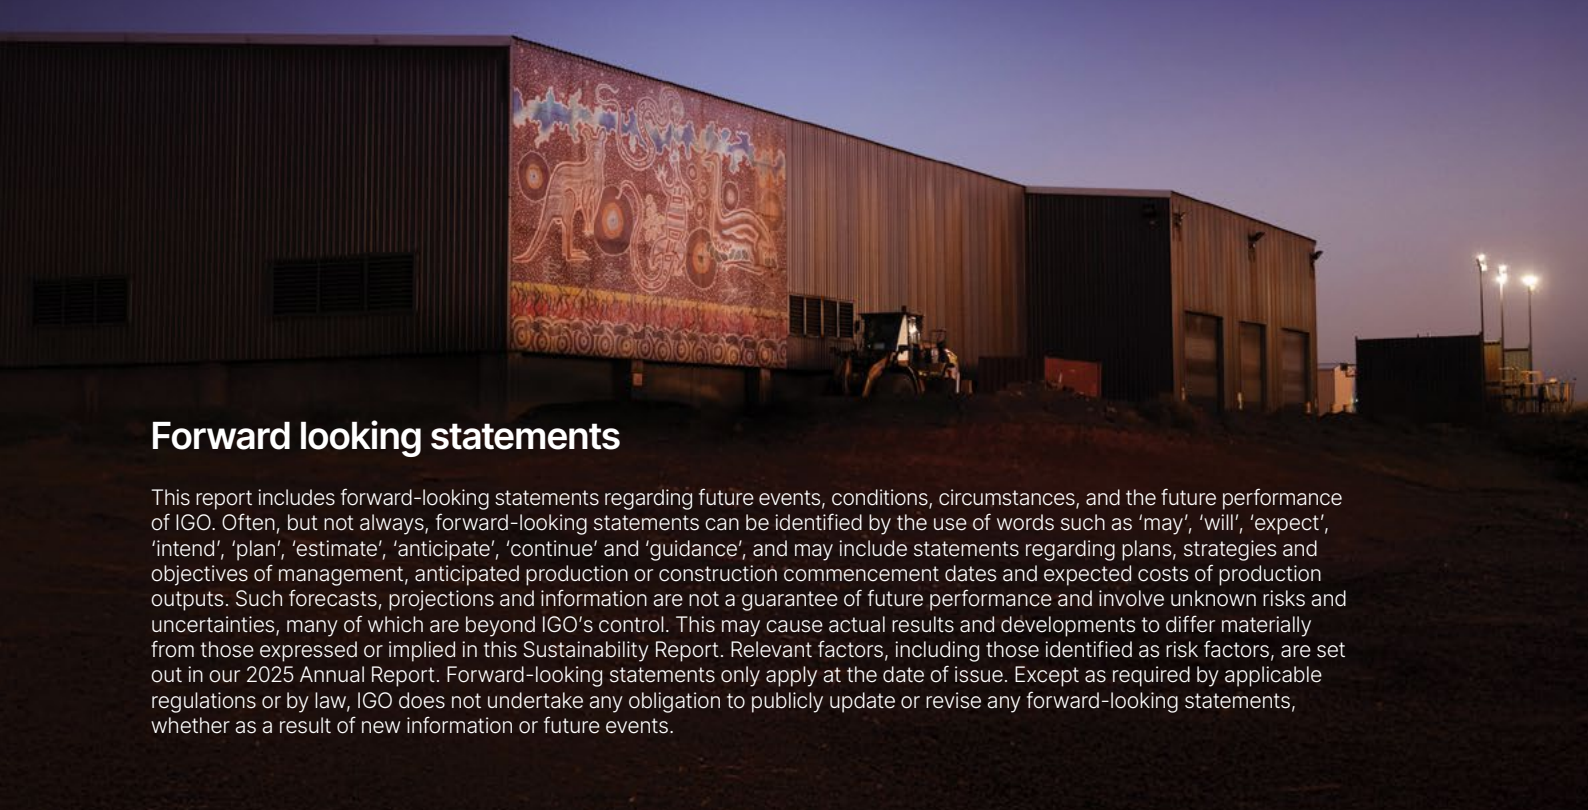 Forward looking statements
This report includes forward-looking statements regarding future events, conditions, circumstances, and the future performance
of IGO. Often, but not always, forward-looking statements can be identified by the use of words such as ‘may’, ‘will’, ‘expect’,
‘intend’, ‘plan’, ‘estimate’, ‘anticipate’, ‘continue’ and ‘guidance’, and may include statements regarding plans, strategies and
objectives of management, anticipated production or construction commencement dates and expected costs of production
outputs. Such forecasts, projections and information are not a guarantee of future performance and involve unknown risks and
uncertainties, many of which are beyond IGO’s control. This may cause actual results and developments to differ materially
from those expressed or implied in this Sustainability Report. Relevant factors, including those identified as risk factors, are set
out in our 2025 Annual Report. Forward-looking statements only apply at the date of issue. Except as required by applicable
regulations or by law, IGO does not undertake any obligation to publicly update or revise any forward-looking statements,
whether as a result of new information or future events.